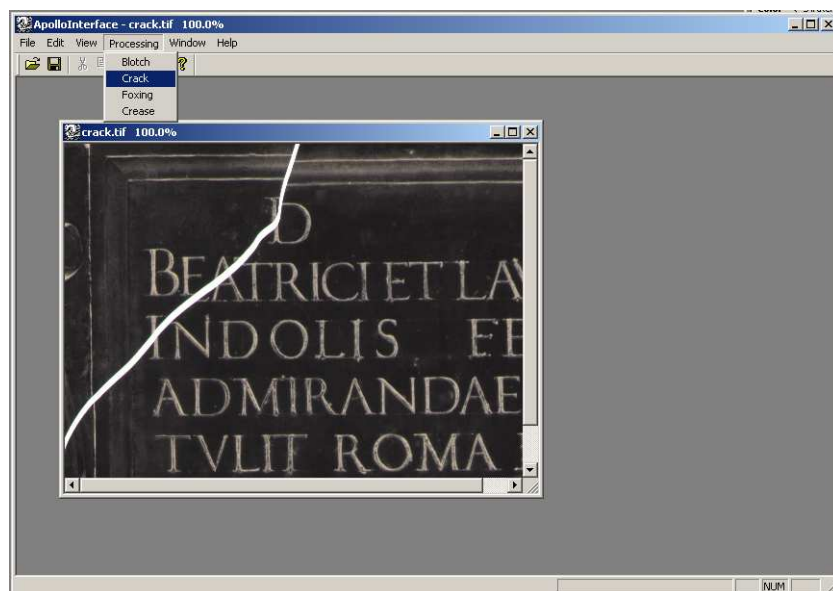 ApolloInterface - crack.tif 100.0%
File Edit View Processing Window Help
Blotch
Crack
Foxing
Crease
crack.tif 100.0%
D
BEATRICI ET LAV
INDOLIS EE
ADMIRANDAE
TVLIT ROMA
NUM